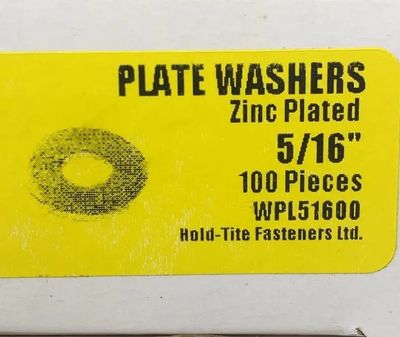 PLATE WASHERS
Zinc Plated
5/16"
100 Pieces
WPL51600
Hold-Tite Fasteners Ltd.